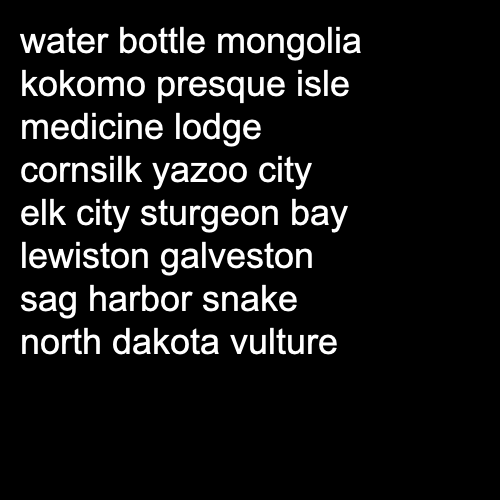 water bottle mongolia
kokomo presque isle
medicine lodge
cornsilk yazoo city
elk city sturgeon bay
lewiston galveston
sag harbor snake
north dakota vulture